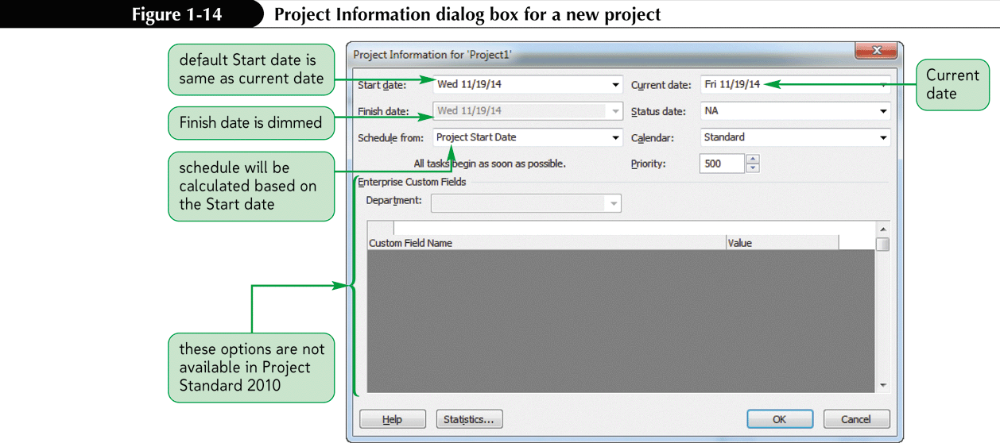 Figure 1-14 Project Information dialog box for a new project
default Start date is
same as current date
Finish date is dimmed
schedule will be
calculated based on
the Start date
these options are not
available in Project
Standard 2010
Current
date
Project Information for 'Project1'
Start date: Wed 11/19/14 Current date: Fri 11/19/14
Finish date: Wed 11/19/14 Status date: NA
Schedule from: Project Start Date Calendar: Standard
All tasks begin as soon as possible. Priority: 500
Enterprise Custom Fields
Department:
Custom Field Name Value
Help Statistics... OK Cancel